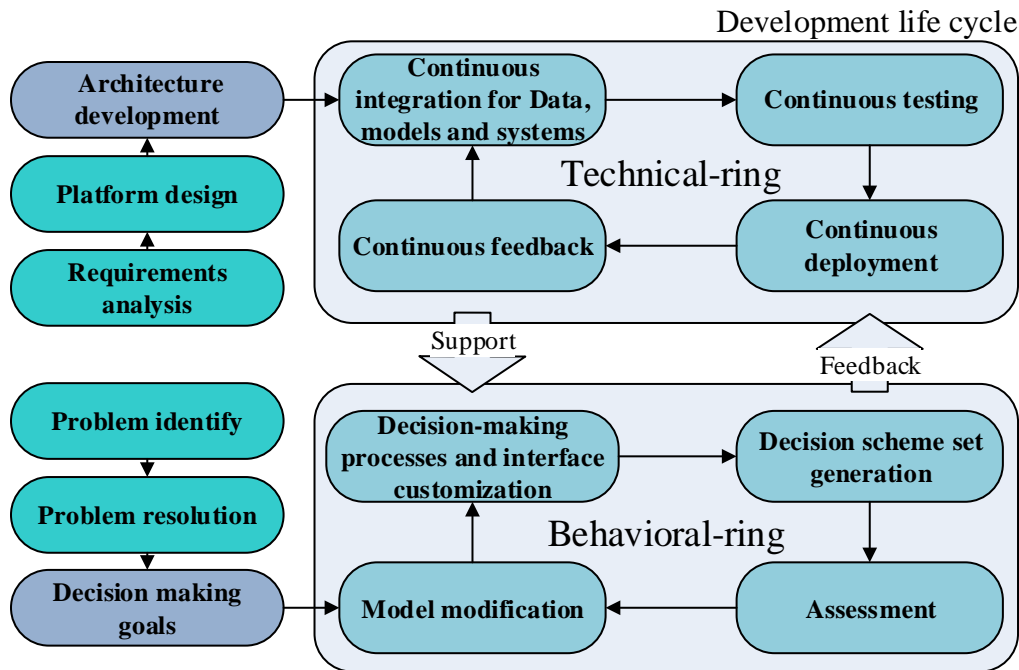 Development life cycle
Architecture
development
Platform design
Requirements
analysis
Continuous
integration for Data,
models and systems
Continuous testing
Technical-ring
Continuous feedback
Continuous
deployment
Support
Feedback
Problem identify
Problem resolution
Decision making
goals
Decision-making
processes and interface
customization
Decision scheme set
generation
Behavioral-ring
Model modification
Assessment